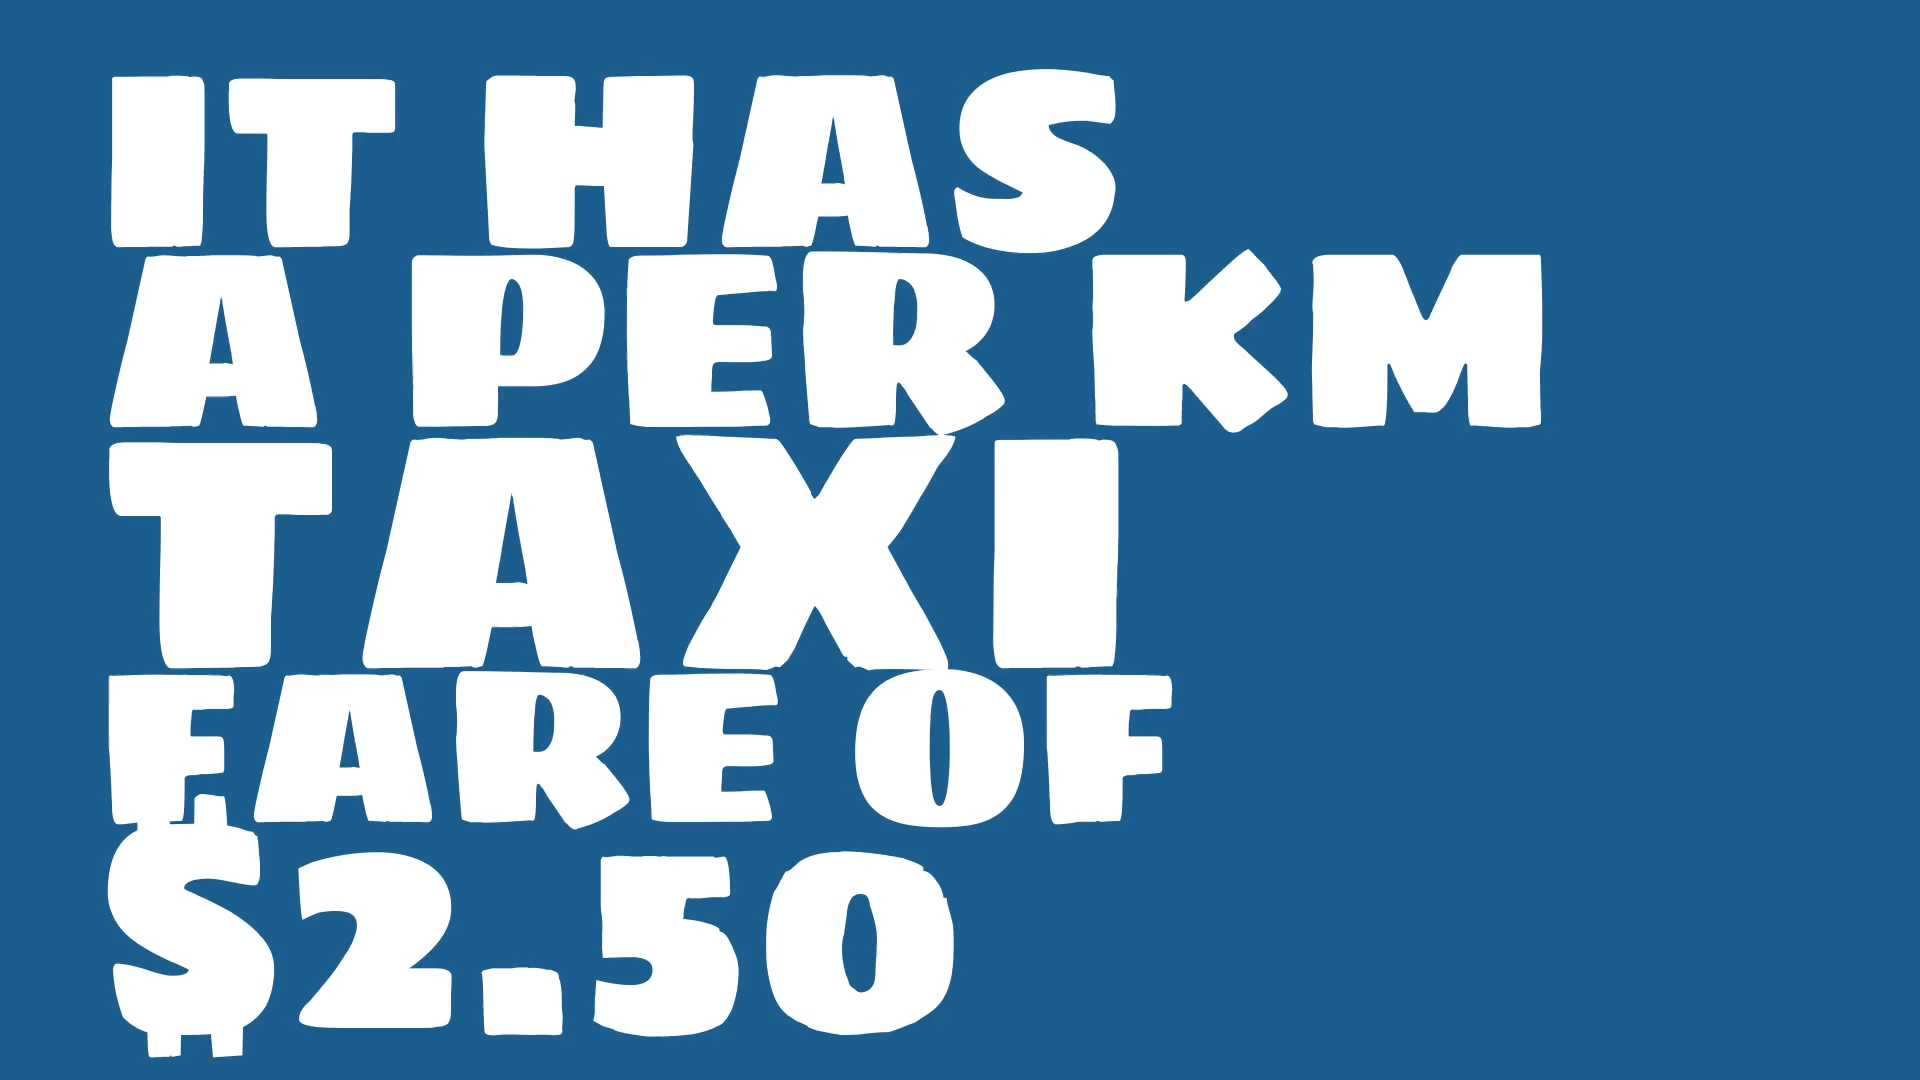 IT HAS
A PER KM
TAXI
FARE OF
$2.50